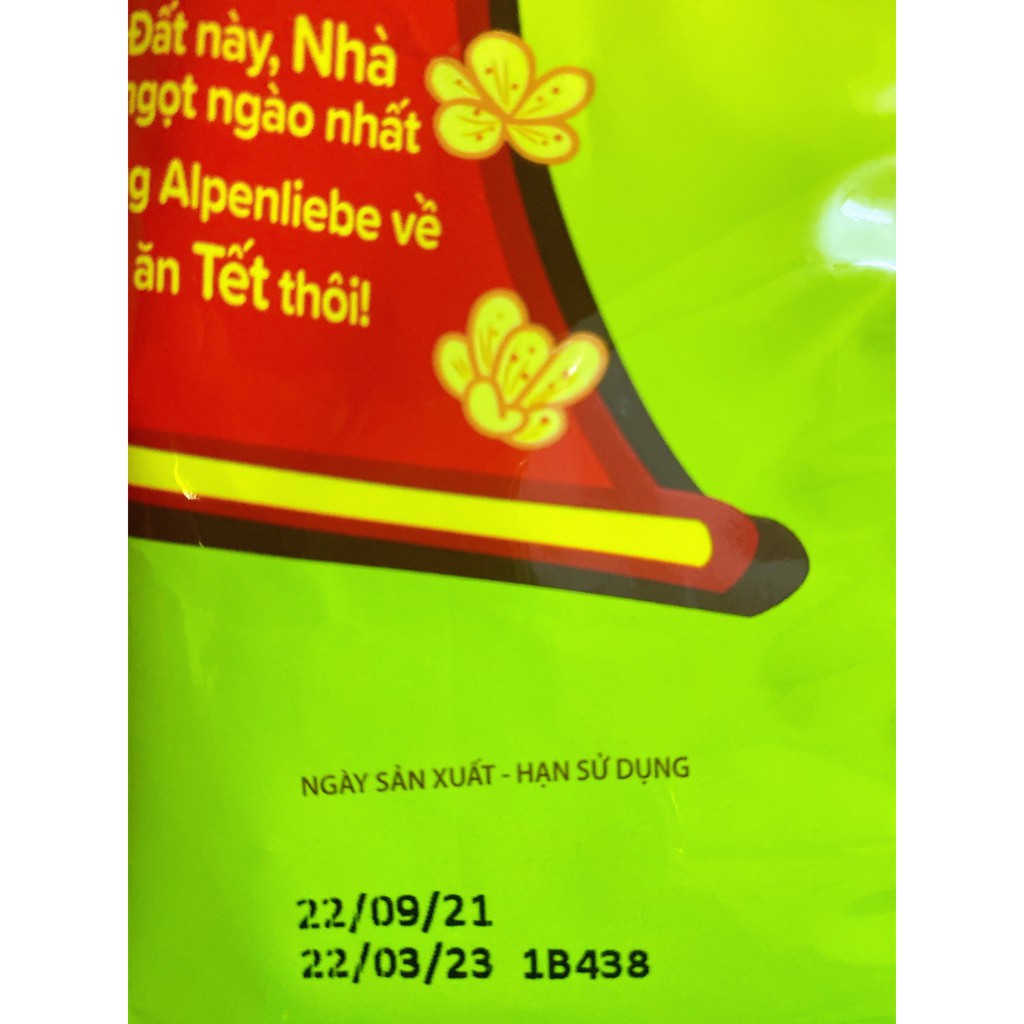 Đất này, Nhà
ngọt ngào nhất
g Alpenliebe về
ăn Tết thôi!
NGÀY SẢN XUẤT - HẠN SỬ DỤNG
22/09/21
22/03/23 1B438